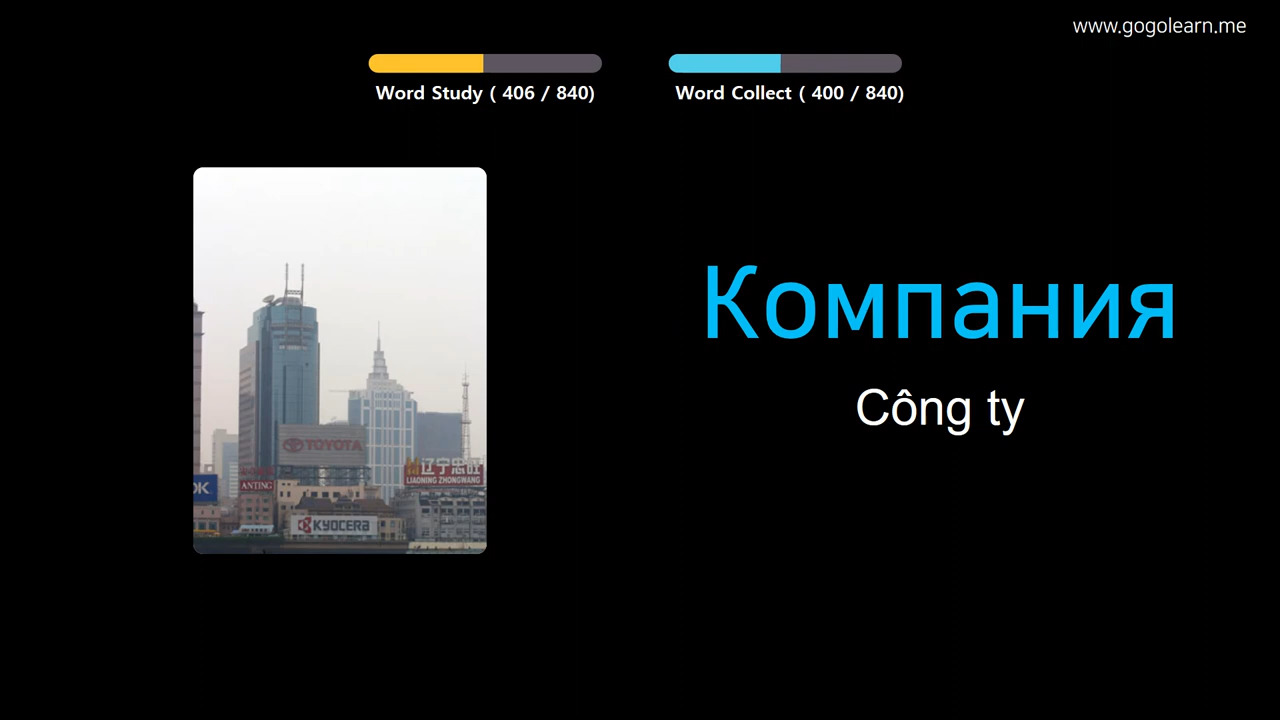 www.gogolearn.me
Word Study ( 406 / 840)
Word Collect ( 400 / 840)
Компания
Công ty
TOYOTA
辽宁忠旺
LIAONING ZHONGWANG
ANTING
OK
KYOCERA